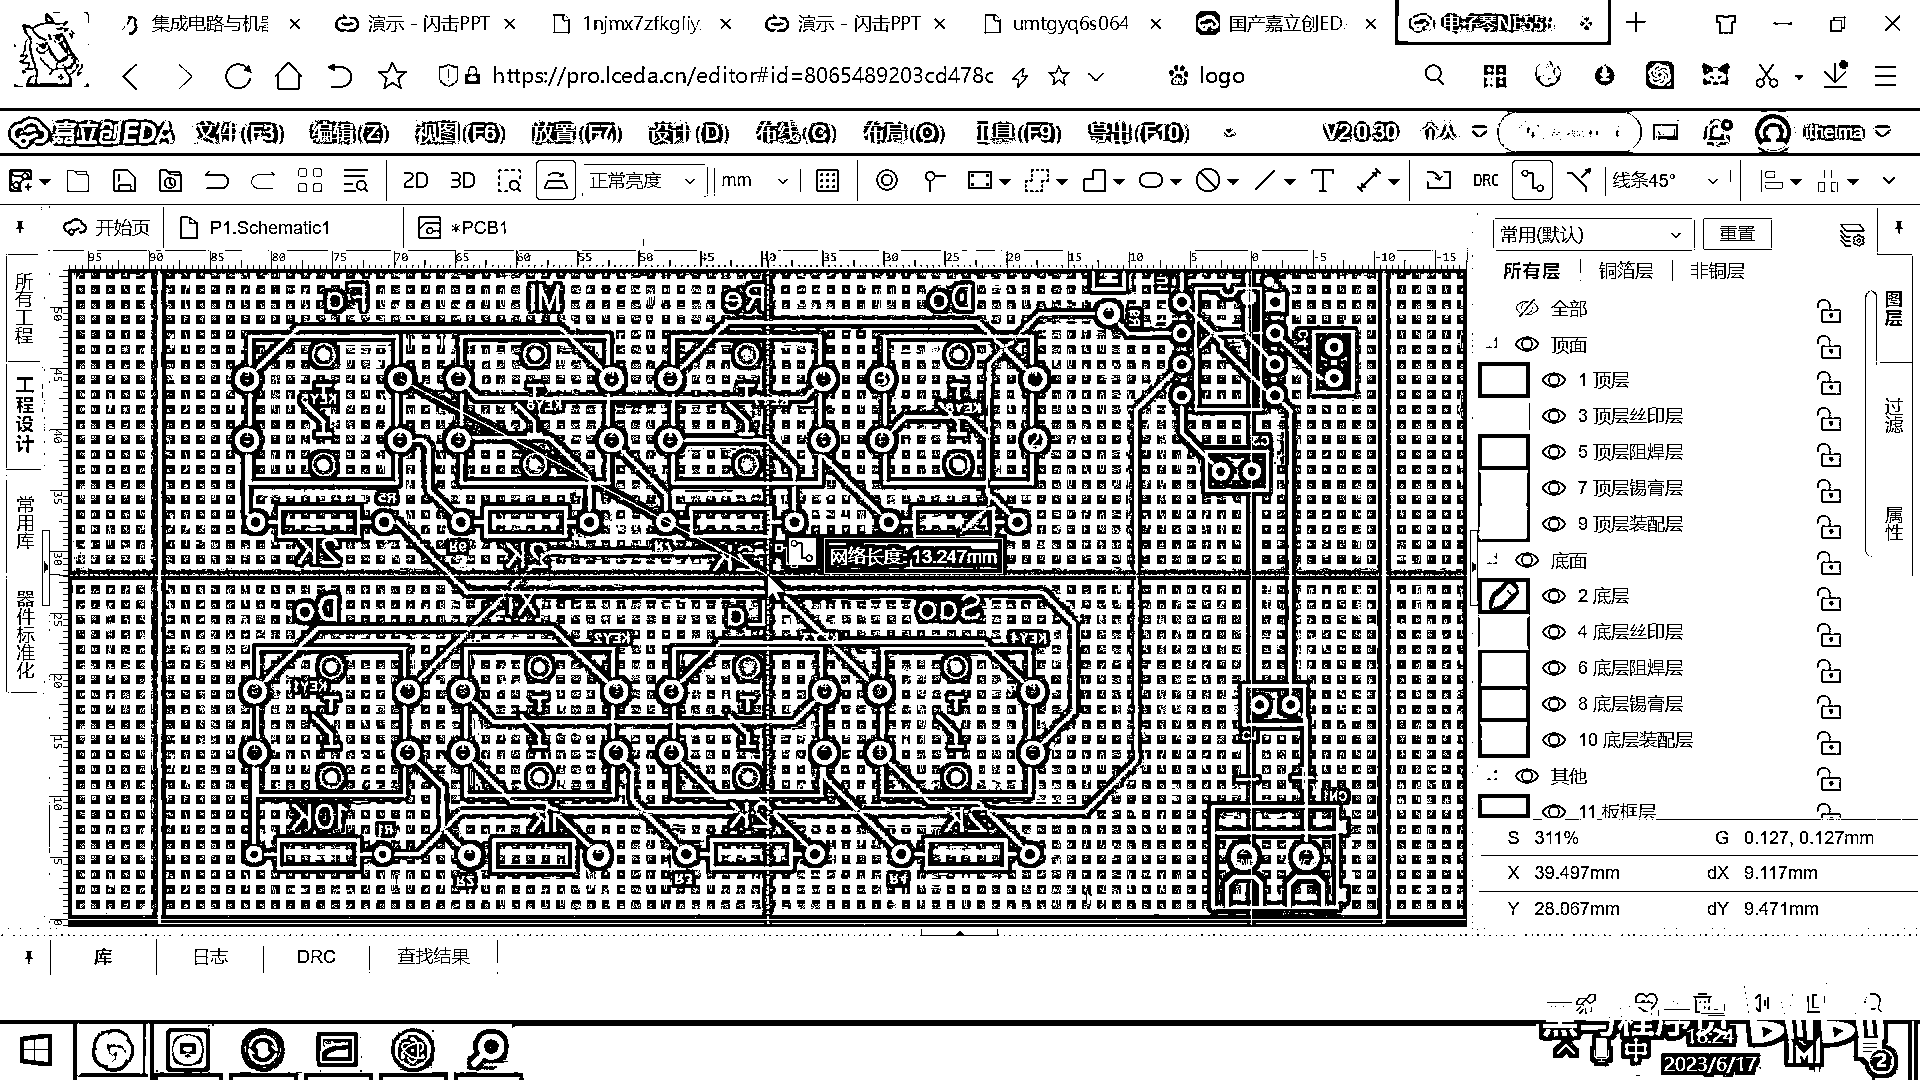 集成电路与机
演示 - 闪击PPT
1njmx7zfkgliy
演示 - 闪击PPT
umtgyq6s064
国产嘉立创ED
电子琴NE555
https://pro.lceda.cn/editor#id=8065489203cd478c
logo
嘉立创EDA
文件(F3)
编辑(Z)
视图(F6)
放置(F7)
设计(D)
布线(G)
布局(O)
工具(F9)
导出(F10)
V2.0.30
个人
itheima
2D
3D
正常亮度
mm
DRC
线条45°
开始页
P1.Schematic1
*PCB1
常用(默认)
重置
所有层
铜箔层
非铜层
全部
顶面
1 顶层
3 顶层丝印层
5 顶层阻焊层
7 顶层锡膏层
9 顶层装配层
底面
2 底层
4 底层丝印层
6 底层阻焊层
8 底层锡膏层
10 底层装配层
其他
11 板框层
图层
过滤
属性
所有工程
工程设计
常用库
器件标准化
Fa
MI
Re
Do
2K
2K
网络长度: 13.247mm
Do
XI
La
Sao
10K
1K
2K
2K
S 311%
G 0.127, 0.127mm
X 39.497mm
dX 9.117mm
Y 28.067mm
dY 9.471mm
库
日志
DRC
查找结果
黑马程序员
中
16:24
2023/6/17